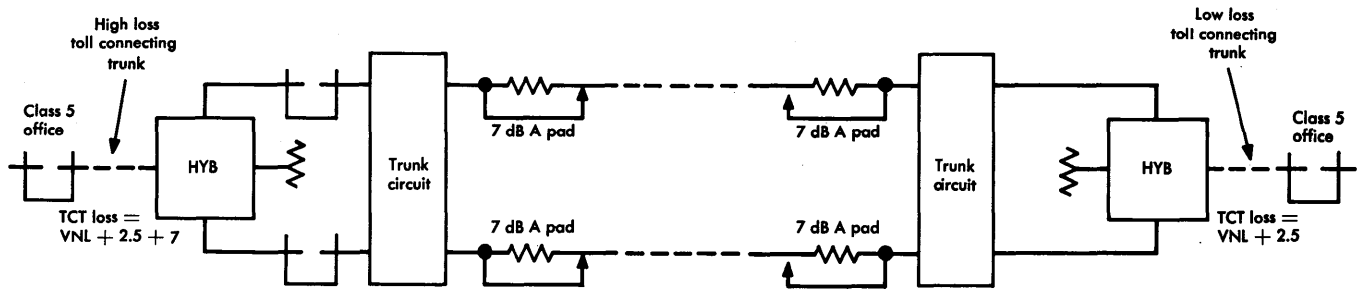 High loss
toll connecting
trunk
Class 5
office
HYB
TCT loss =
VNL + 2.5 + 7
Trunk
circuit
7 dB A pad
7 dB A pad
7 dB A pad
7 dB A pad
Trunk
circuit
Low loss
toll connecting
trunk
HYB
Class 5
office
TCT loss =
VNL + 2.5